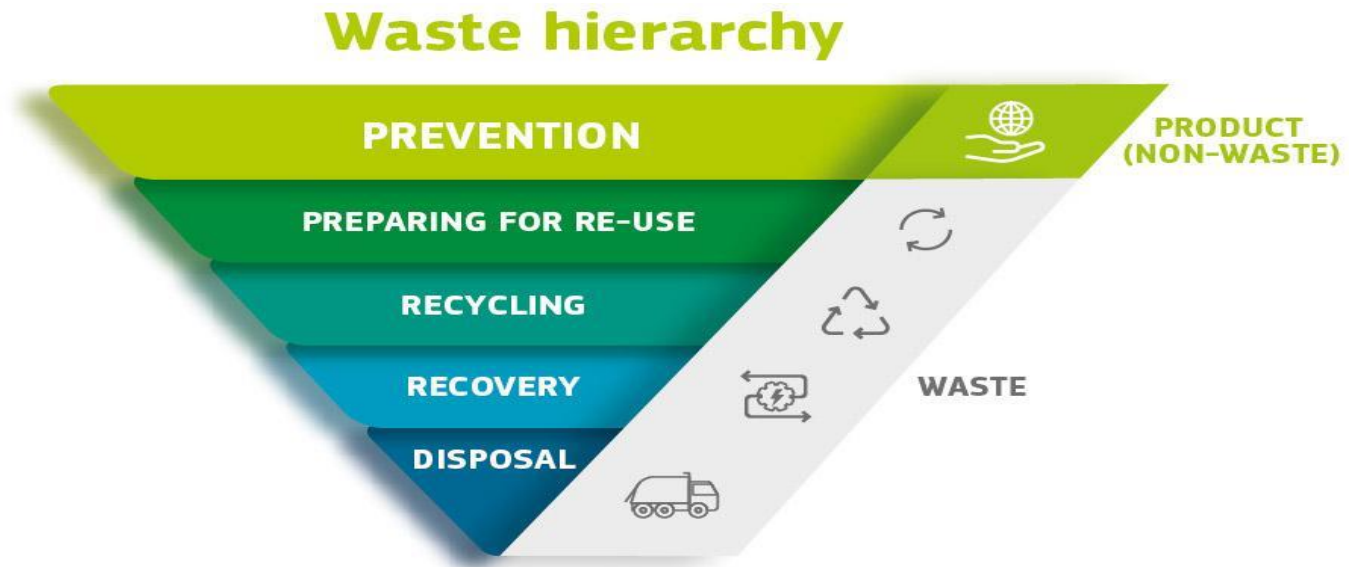 Waste hierarchy
PREVENTION
PRODUCT
(NON-WASTE)
PREPARING FOR RE-USE
RECYCLING
RECOVERY
WASTE
DISPOSAL